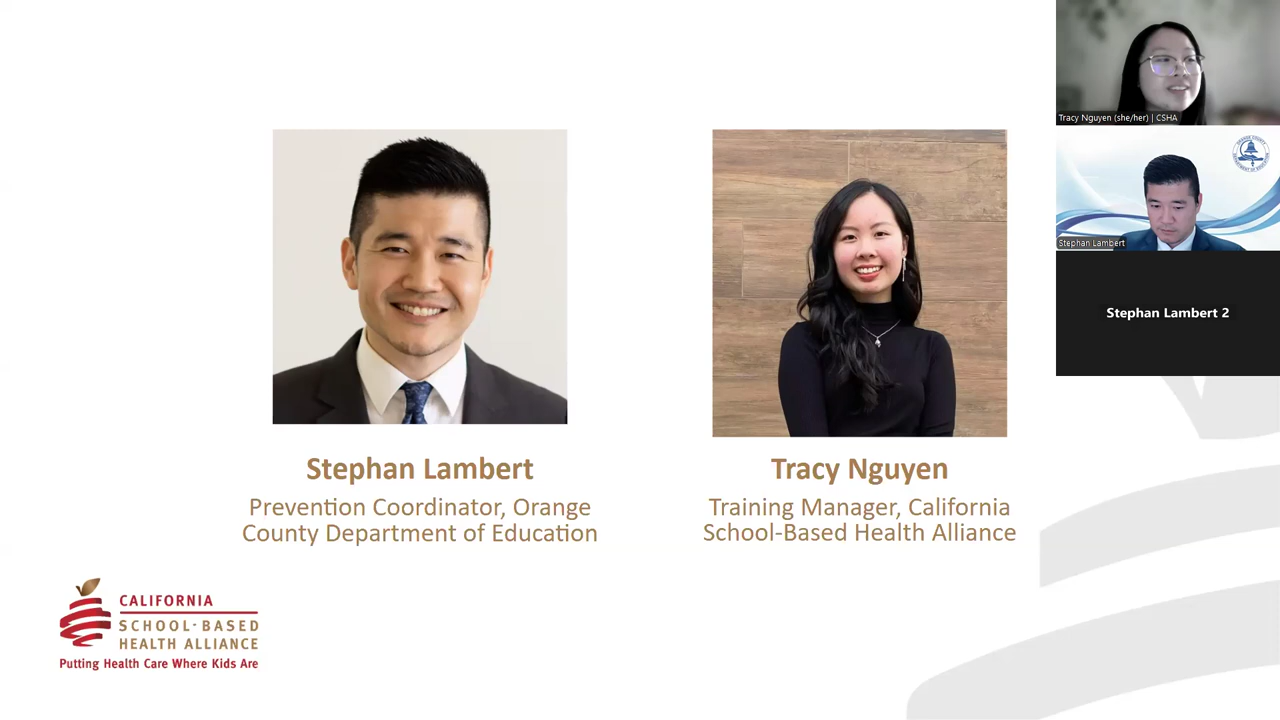 Stephan Lambert
Prevention Coordinator, Orange
County Department of Education
Tracy Nguyen
Training Manager, California
School-Based Health Alliance
CALIFORNIA
SCHOOL-BASED
HEALTH ALLIANCE
Putting Health Care Where Kids Are
Tracy Nguyen (she/her) | CSHA
Stephan Lambert
Stephan Lambert 2